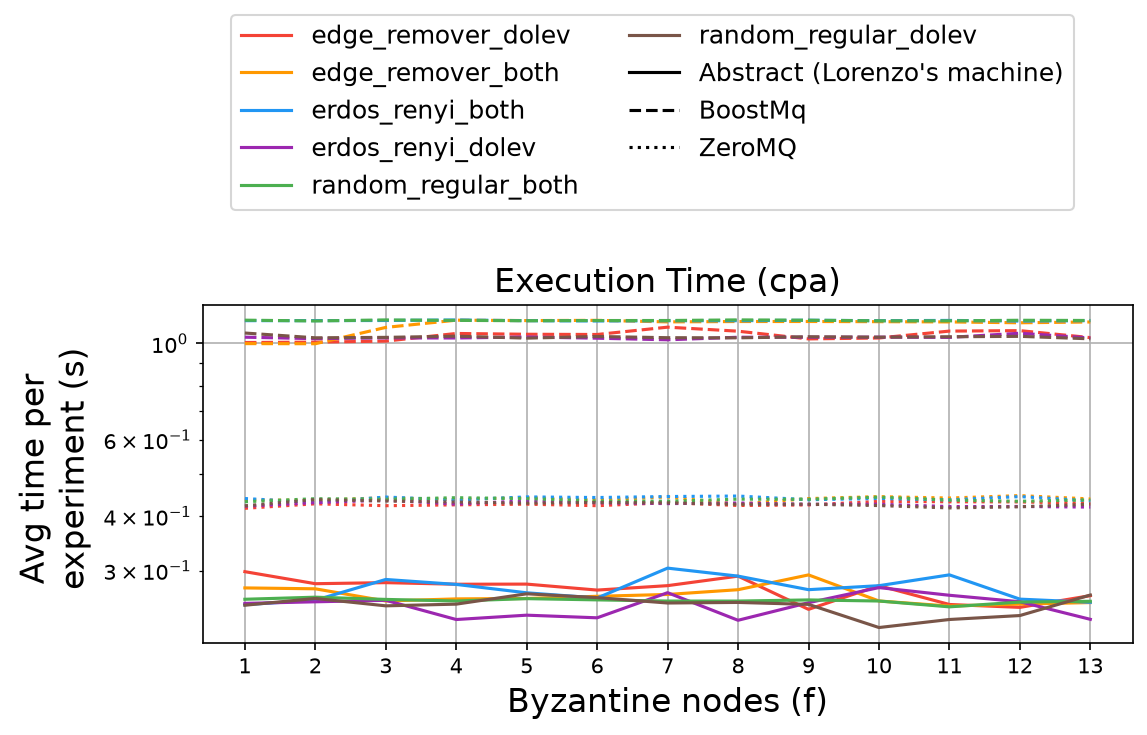 edge_remover_dolev
edge_remover_both
erdos_renyi_both
erdos_renyi_dolev
random_regular_both
random_regular_dolev
Abstract (Lorenzo's machine)
BoostMq
ZeroMQ
Execution Time (cpa)
Avg time per
experiment (s)
10⁰
6 × 10⁻¹
4 × 10⁻¹
3 × 10⁻¹
1 2 3 4 5 6 7 8 9 10 11 12 13
Byzantine nodes (f)